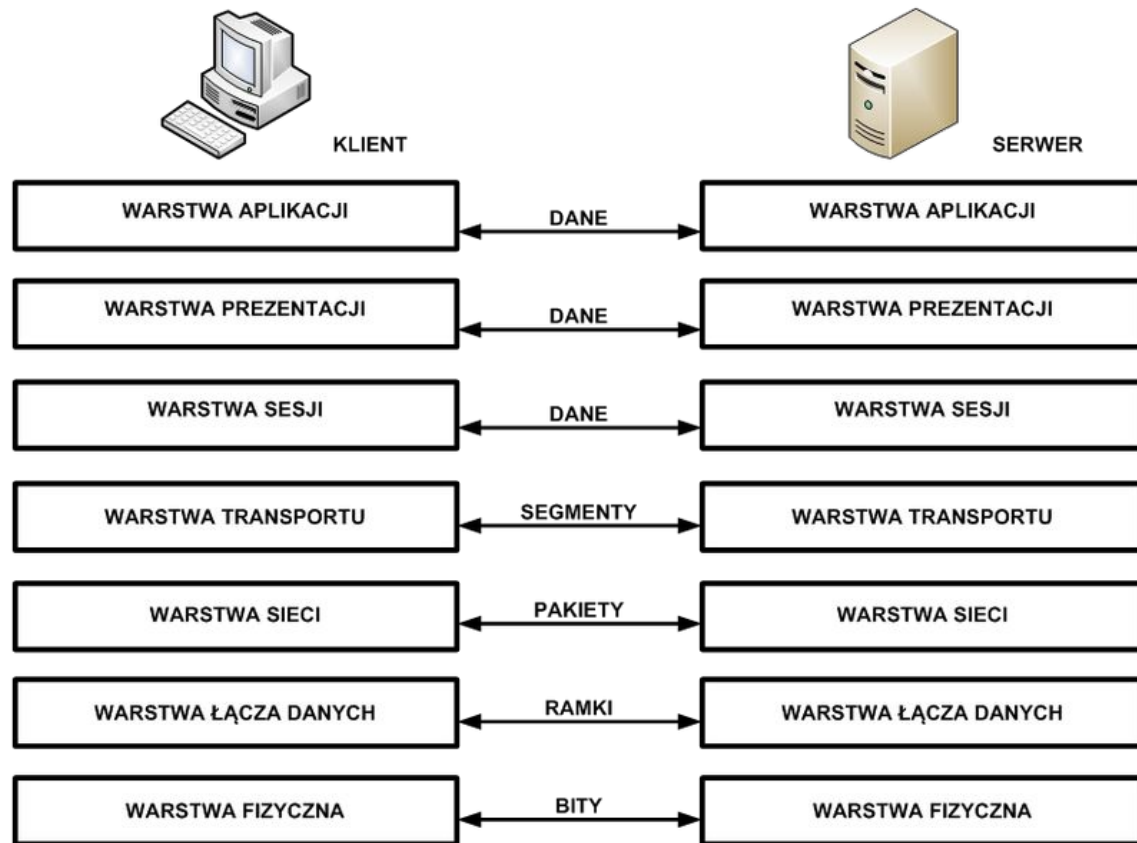 KLIENT
SERWER
WARSTWA APLIKACJI
DANE
WARSTWA APLIKACJI
WARSTWA PREZENTACJI
DANE
WARSTWA PREZENTACJI
WARSTWA SESJI
DANE
WARSTWA SESJI
WARSTWA TRANSPORTU
SEGMENTY
WARSTWA TRANSPORTU
WARSTWA SIECI
PAKIETY
WARSTWA SIECI
WARSTWA ŁĄCZA DANYCH
RAMKI
WARSTWA ŁĄCZA DANYCH
WARSTWA FIZYCZNA
BITY
WARSTWA FIZYCZNA